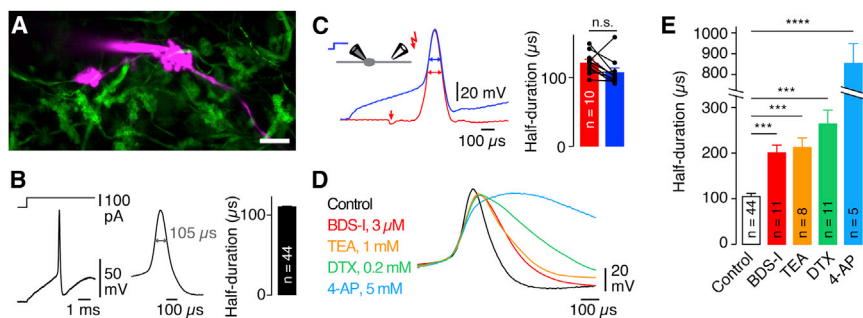 A
B
100
pA
50
mV
1 ms
105 µs
100 µs
Half-duration (µs)
100
0
n = 44
C
20 mV
100 µs
Half-duration (µs)
100
0
n.s.
n = 10
D
Control
BDS-I, 3 µM
TEA, 1 mM
DTX, 0.2 mM
4-AP, 5 mM
20
mV
100 µs
E
Half-duration (µs)
1000
800
300
200
100
0
****
***
***
***
n = 44
n = 11
n = 8
n = 11
n = 5
Control
BDS-I
TEA
DTX
4-AP